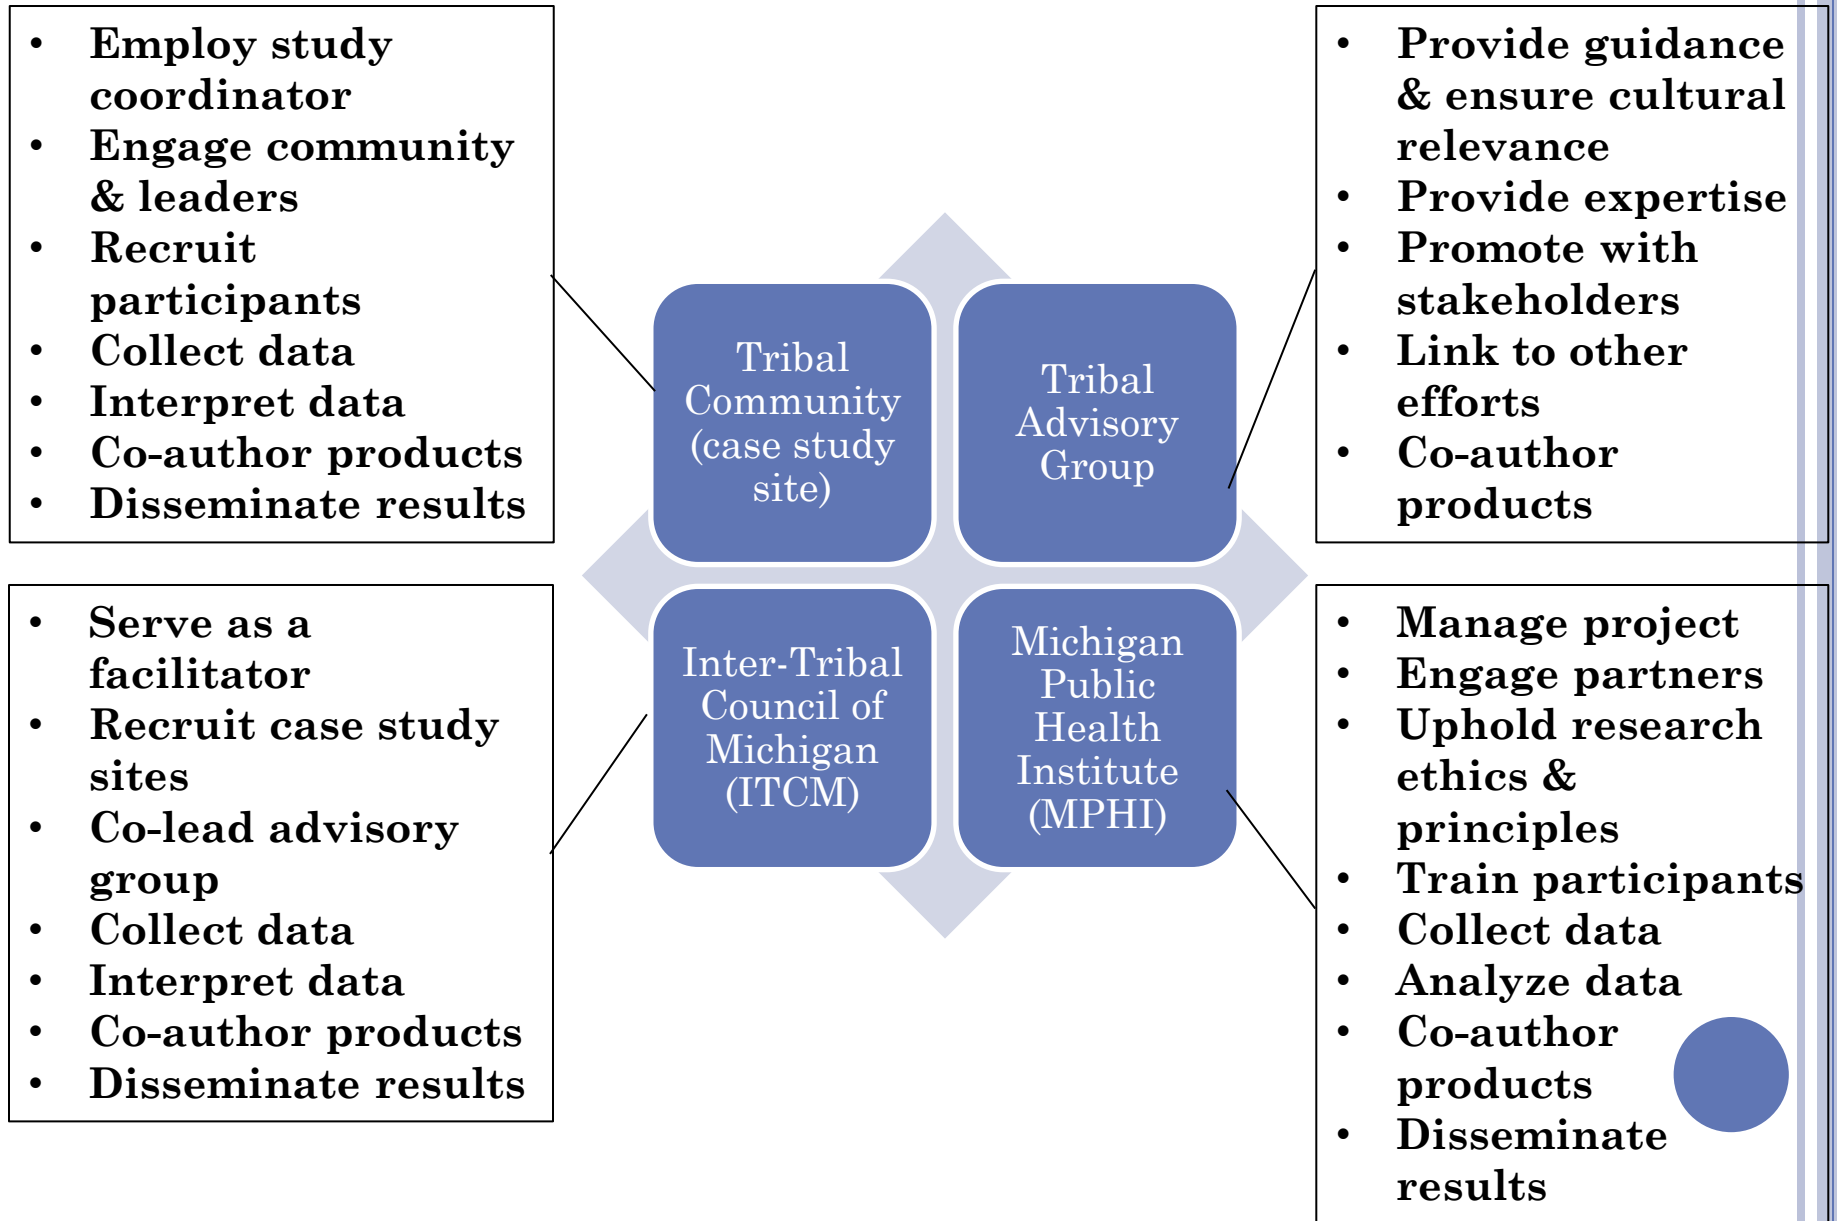 • Employ study
coordinator
• Engage community
& leaders
• Recruit
participants
• Collect data
• Interpret data
• Co-author products
• Disseminate results
Tribal
Community
(case study
site)
Tribal
Advisory
Group
• Provide guidance
& ensure cultural
relevance
• Provide expertise
• Promote with
stakeholders
• Link to other
efforts
• Co-author
products
• Serve as a
facilitator
• Recruit case study
sites
• Co-lead advisory
group
• Collect data
• Interpret data
• Co-author products
• Disseminate results
Inter-Tribal
Council of
Michigan
(ITCM)
Michigan
Public
Health
Institute
(MPHI)
• Manage project
• Engage partners
• Uphold research
ethics &
principles
• Train participants
• Collect data
• Analyze data
• Co-author
products
• Disseminate
results